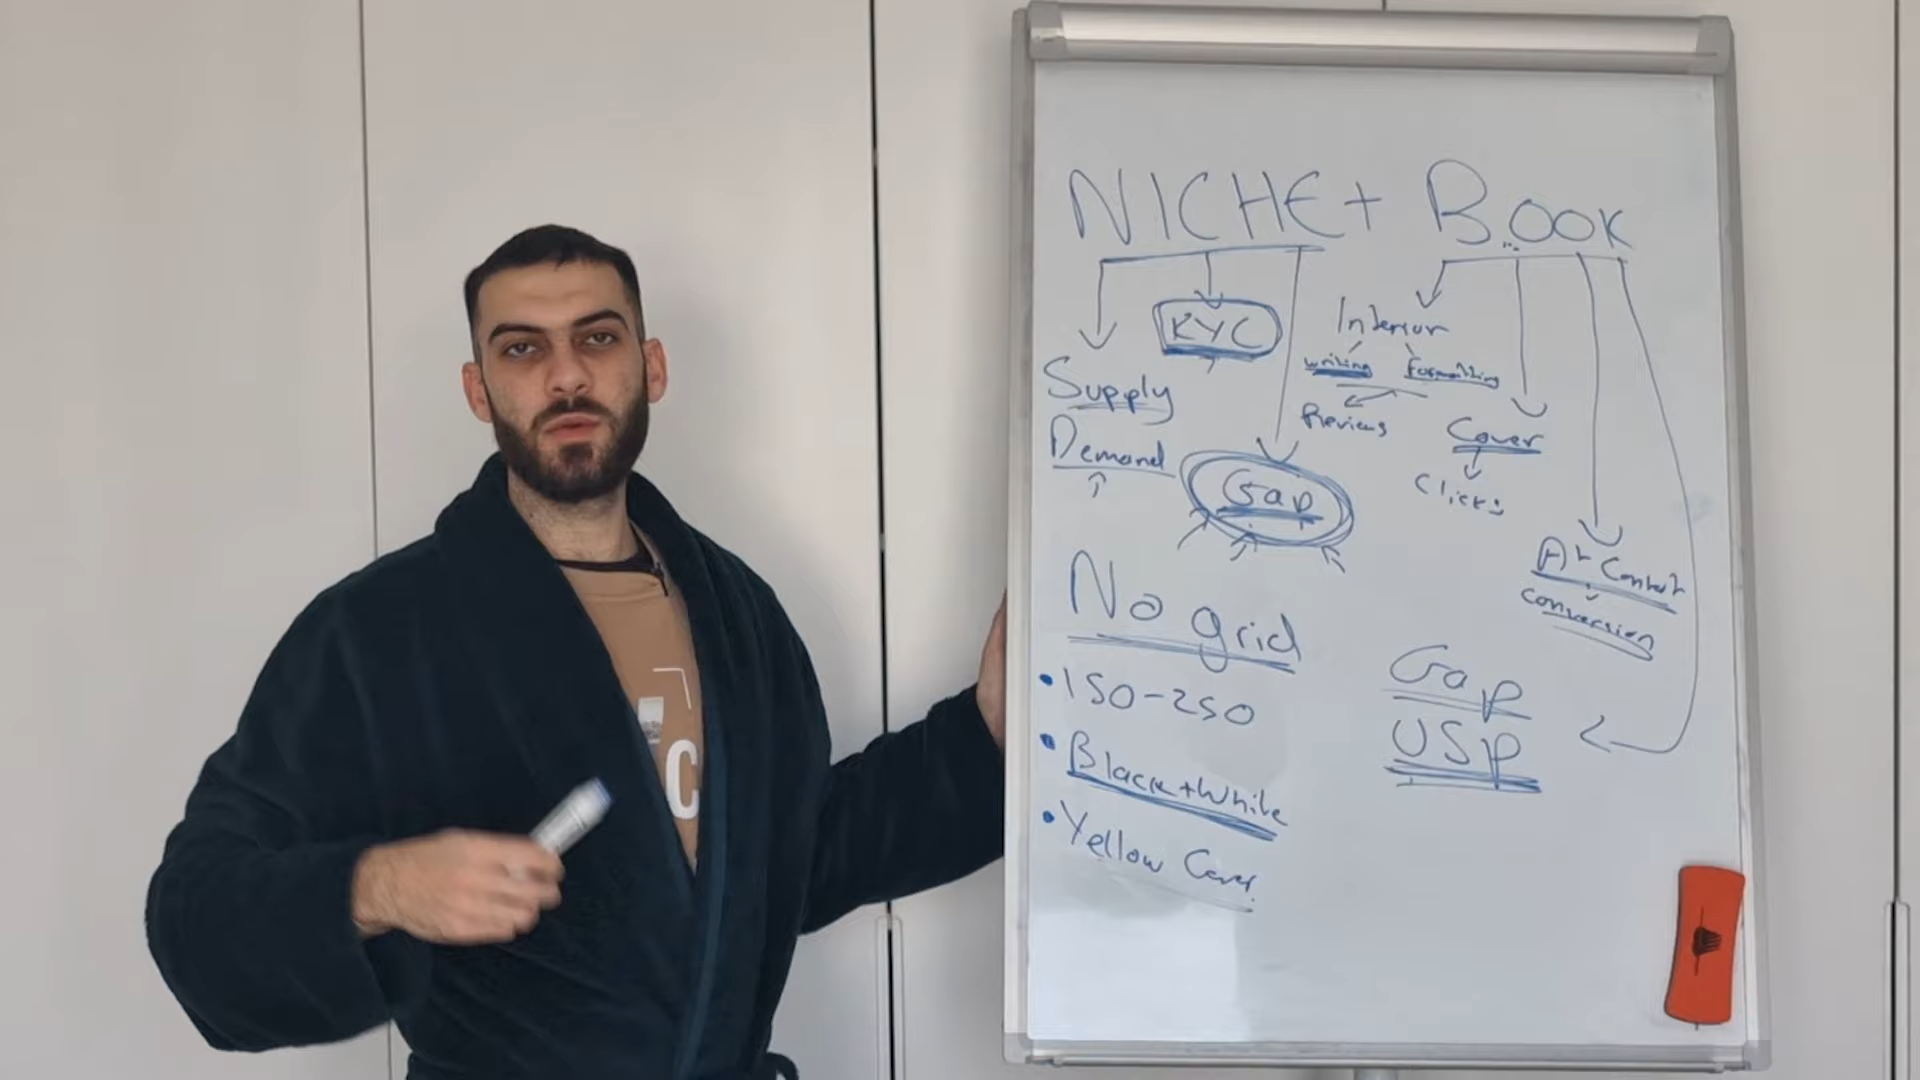 NICHE + BOOK
KYC
Supply
Demand
Gap
Interior
writing formatting
Reviews
Cover
Clicks
A+ Content
conversion
No grid
• 150-250
• Black+White
• Yellow Cover
Gap
USP
C